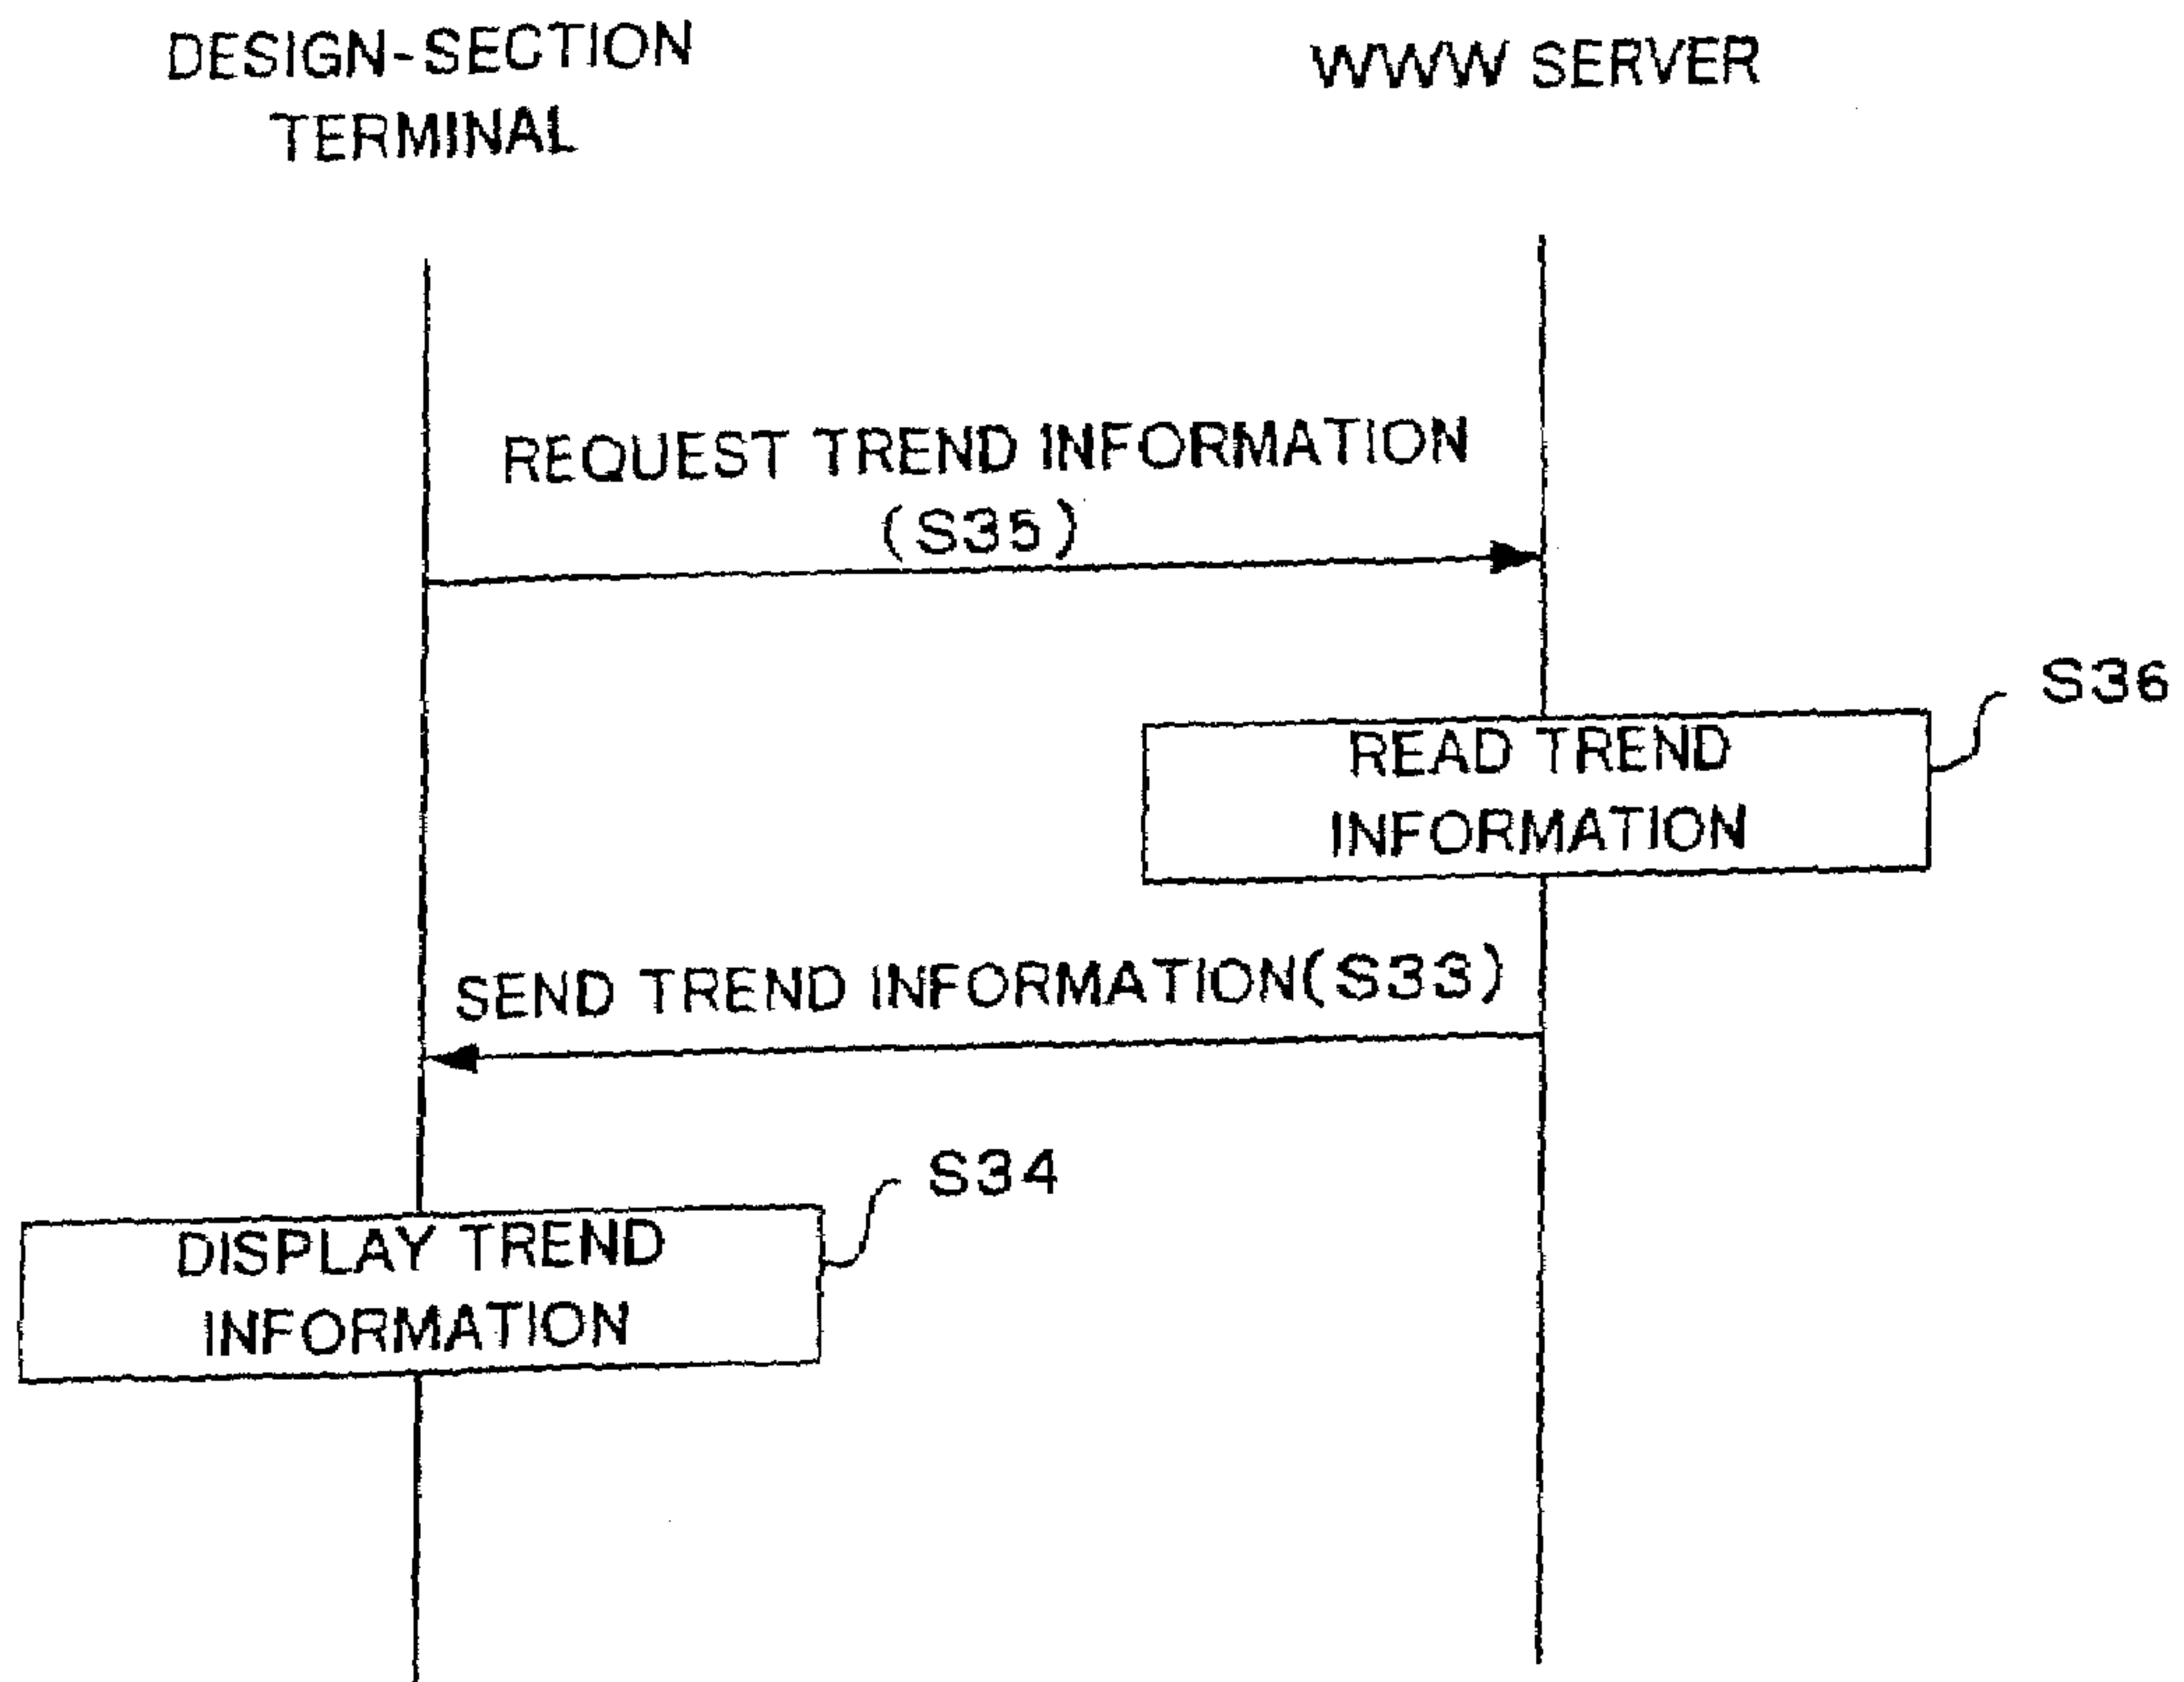 DESIGN-SECTION
TERMINAL
WWW SERVER
REQUEST TREND INFORMATION
(S35)
S36
READ TREND
INFORMATION
SEND TREND INFORMATION(S33)
S34
DISPLAY TREND
INFORMATION